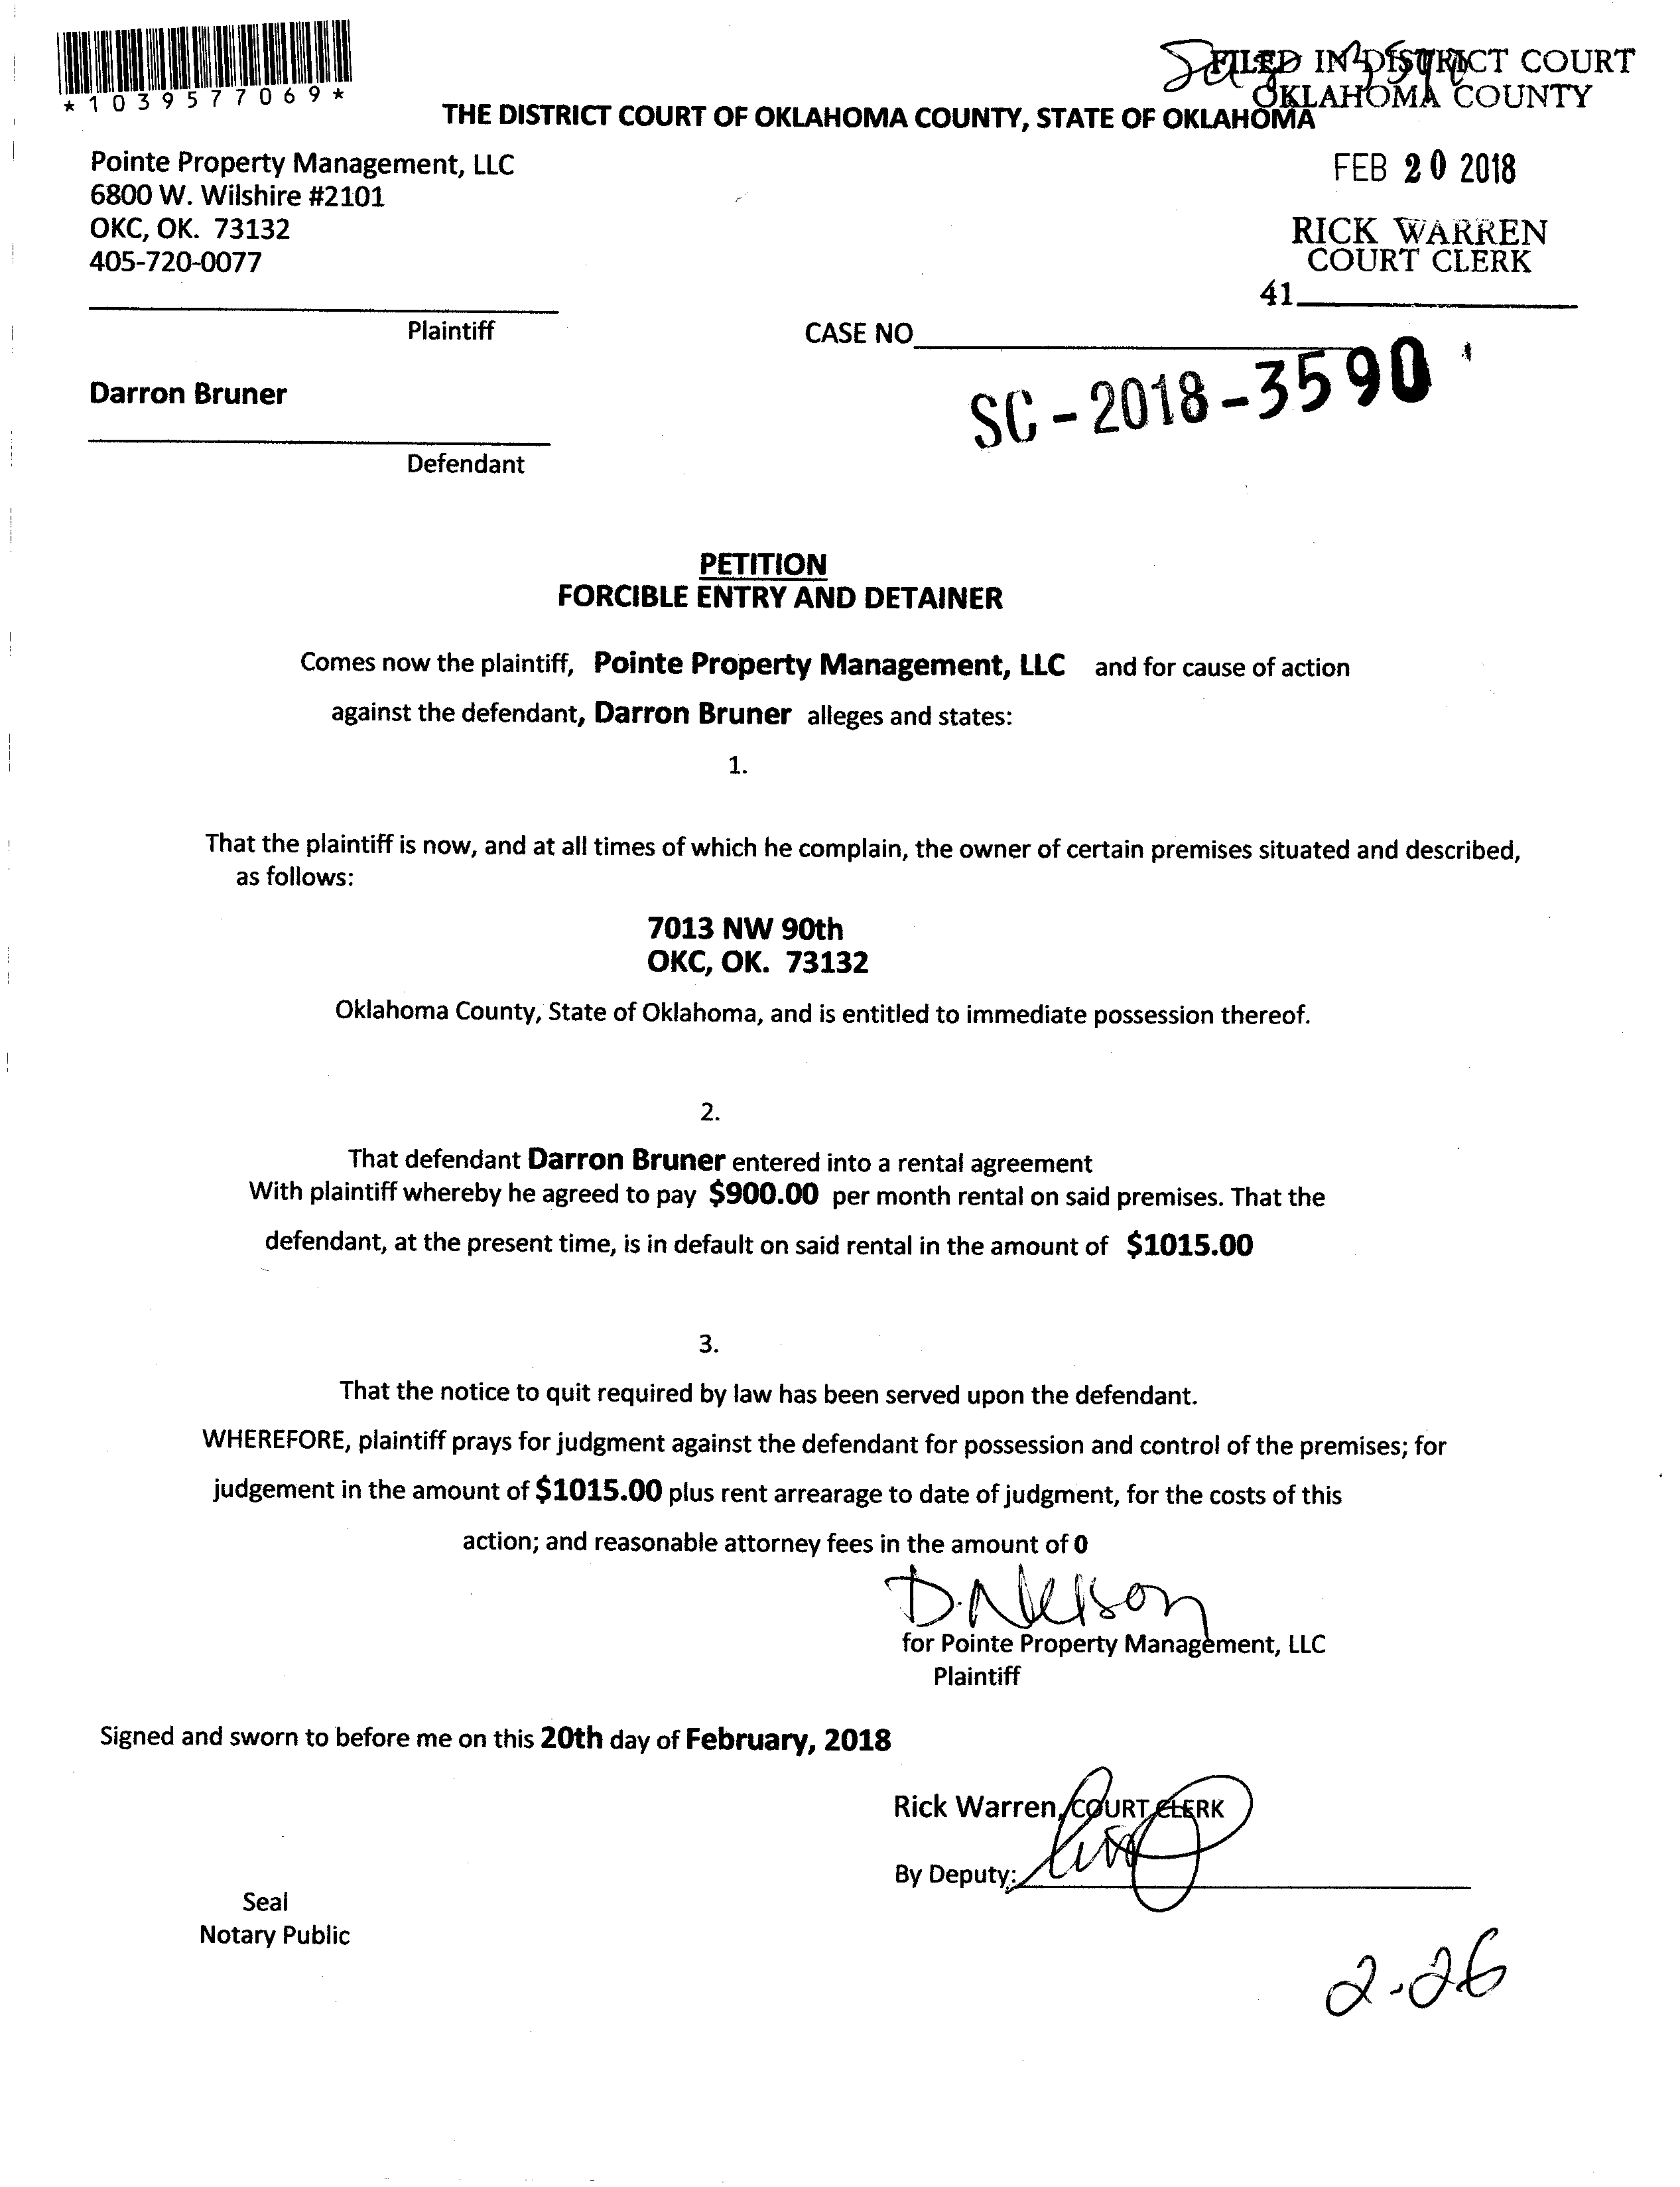 *1039577069*
FILED IN DISTRICT COURT
OKLAHOMA COUNTY
THE DISTRICT COURT OF OKLAHOMA COUNTY, STATE OF OKLAHOMA
Pointe Property Management, LLC
6800 W. Wilshire #2101
OKC, OK. 73132
405-720-0077
FEB 20 2018
RICK WARREN
COURT CLERK
41
Plaintiff
CASE NO
SC-2018-3590
Darron Bruner
Defendant
PETITION
FORCIBLE ENTRY AND DETAINER
Comes now the plaintiff, Pointe Property Management, LLC and for cause of action
against the defendant, Darron Bruner alleges and states:
1.
That the plaintiff is now, and at all times of which he complain, the owner of certain premises situated and described,
as follows:
7013 NW 90th
OKC, OK. 73132
Oklahoma County, State of Oklahoma, and is entitled to immediate possession thereof.
2.
That defendant Darron Bruner entered into a rental agreement
With plaintiff whereby he agreed to pay $900.00 per month rental on said premises. That the
defendant, at the present time, is in default on said rental in the amount of $1015.00
3.
That the notice to quit required by law has been served upon the defendant.
WHEREFORE, plaintiff prays for judgment against the defendant for possession and control of the premises; for
judgement in the amount of $1015.00 plus rent arrearage to date of judgment, for the costs of this
action; and reasonable attorney fees in the amount of 0
D. Nelson
for Pointe Property Management, LLC
Plaintiff
Signed and sworn to before me on this 20th day of February, 2018
Rick Warren, COURT CLERK
By Deputy:
Seal
Notary Public
2-26